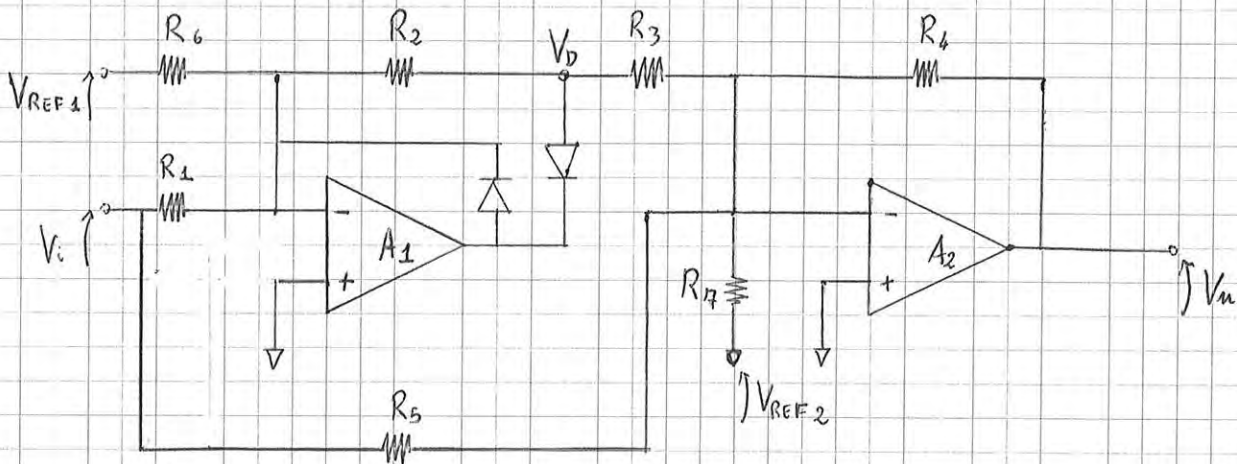 R6 R2 VD R3 R4
VREF1
R1
Vi
-
A1
+
-
A2
+
R7
Vu
VREF2
R5